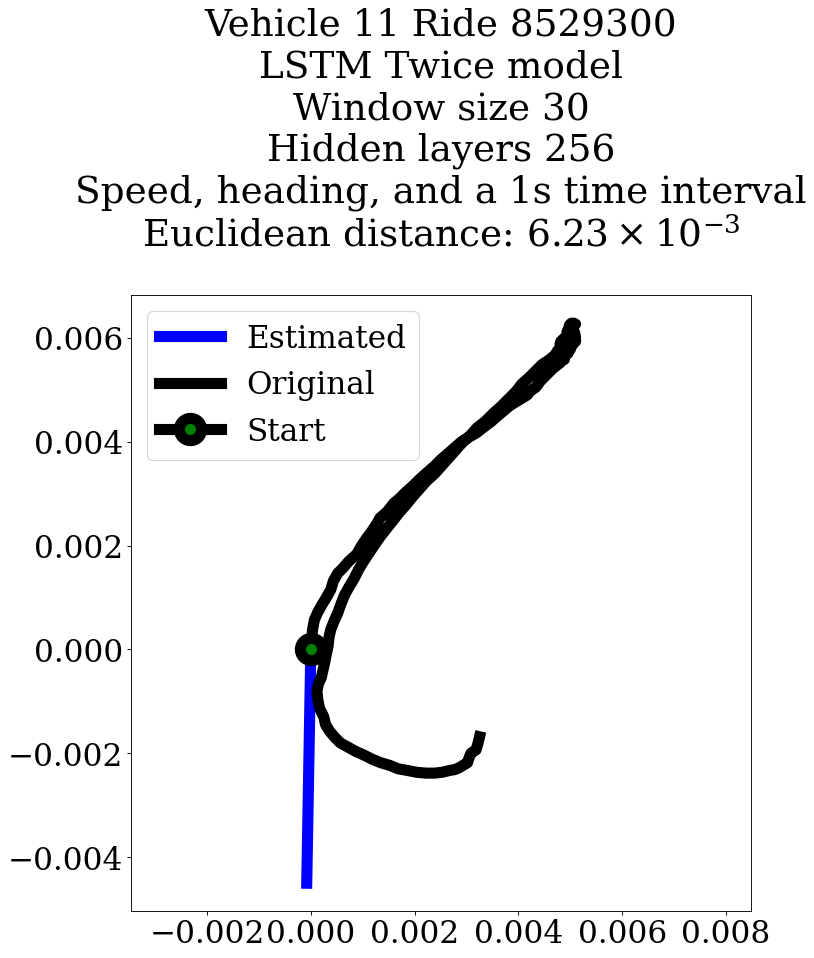 Vehicle 11 Ride 8529300
LSTM Twice model
Window size 30
Hidden layers 256
Speed, heading, and a 1s time interval
Euclidean distance: 6.23 × 10⁻³
Estimated
Original
Start
0.006
0.004
0.002
0.000
−0.002
−0.004
−0.002 0.000 0.002 0.004 0.006 0.008